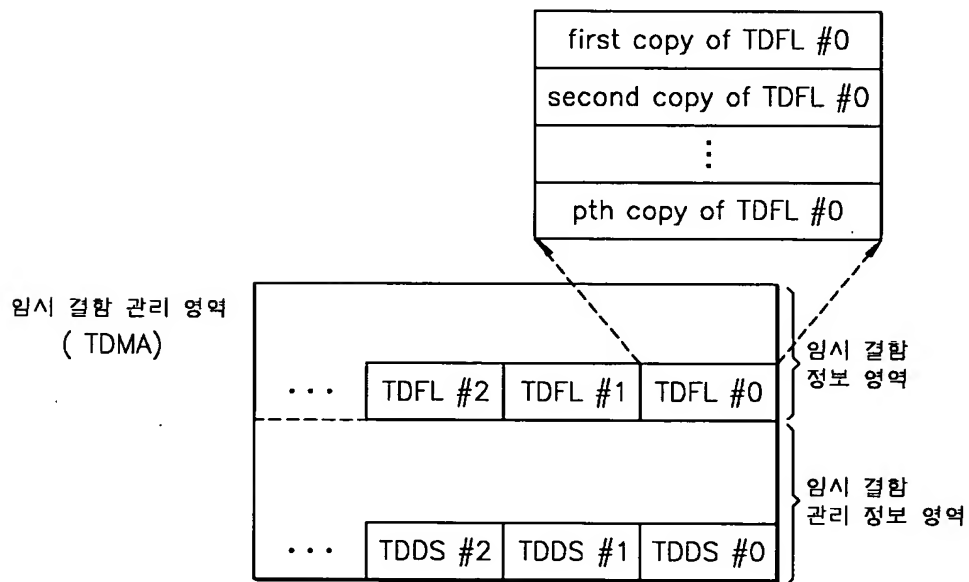 first copy of TDFL #0
second copy of TDFL #0
⋮
pth copy of TDFL #0
임시 결함 관리 영역
( TDMA)
임시 결함
정보 영역
··· TDFL #2 TDFL #1 TDFL #0
임시 결함
관리 정보 영역
··· TDDS #2 TDDS #1 TDDS #0